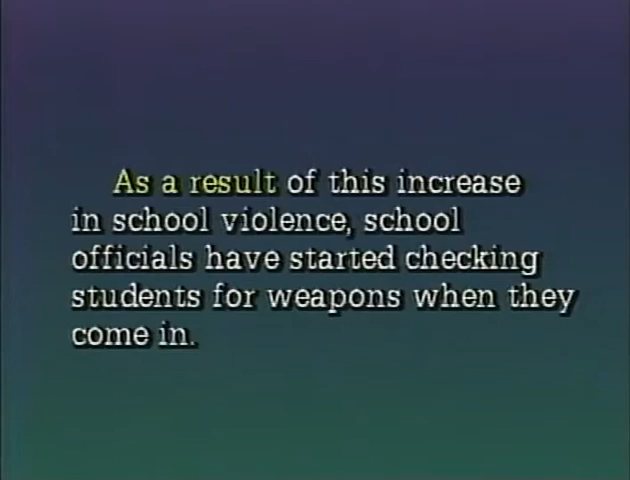 As a result of this increase
in school violence, school
officials have started checking
students for weapons when they
come in.